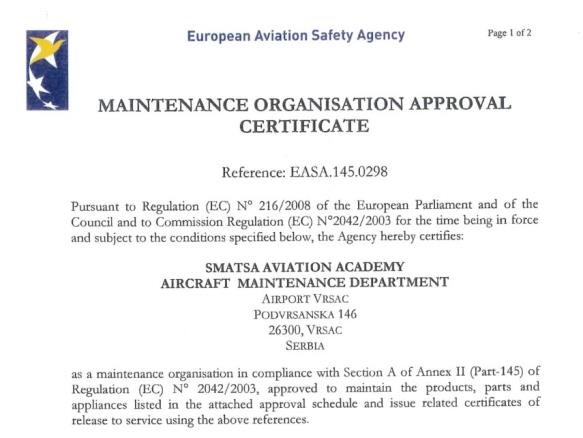 European Aviation Safety Agency
Page 1 of 2
MAINTENANCE ORGANISATION APPROVAL
CERTIFICATE
Reference: EASA.145.0298
Pursuant to Regulation (EC) N° 216/2008 of the European Parliament and of the
Council and to Commission Regulation (EC) N°2042/2003 for the time being in force
and subject to the conditions specified below, the Agency hereby certifies:
SMATSA AVIATION ACADEMY
AIRCRAFT MAINTENANCE DEPARTMENT
AIRPORT VRSAC
PODVRSANSKA 146
26300, VRSAC
SERBIA
as a maintenance organisation in compliance with Section A of Annex II (Part-145) of
Regulation (EC) N° 2042/2003, approved to maintain the products, parts and
appliances listed in the attached approval schedule and issue related certificates of
release to service using the above references.